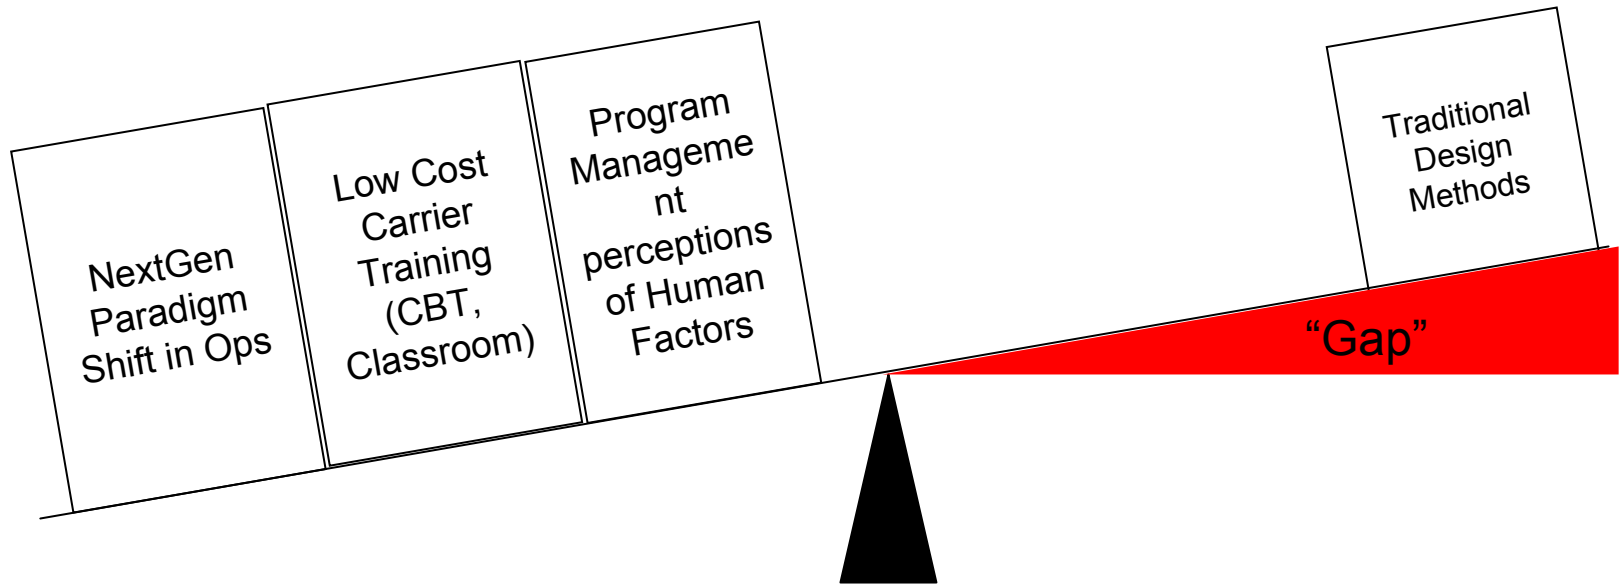 NextGen
Paradigm
Shift in Ops
Low Cost
Carrier
Training
(CBT,
Classroom)
Program
Manageme
nt
perceptions
of Human
Factors
Traditional
Design
Methods
“Gap”